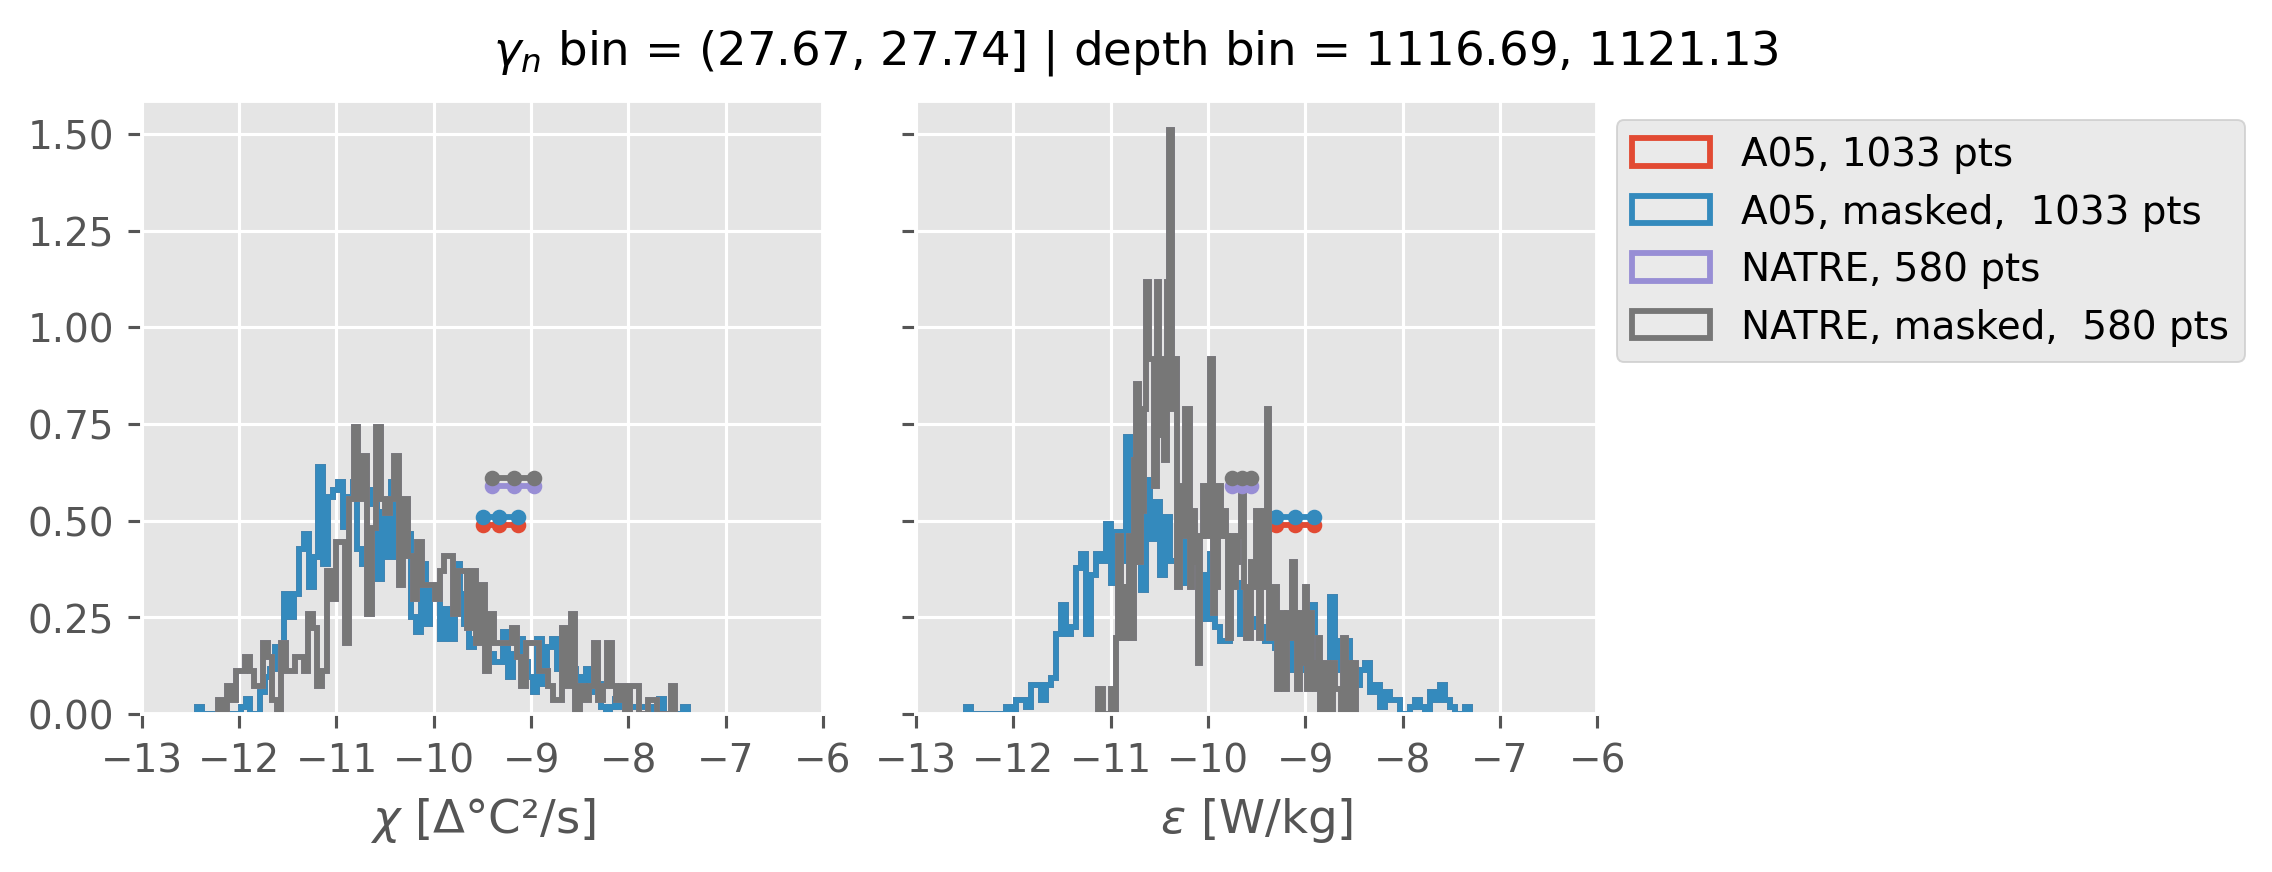 γn bin = (27.67, 27.74] | depth bin = 1116.69, 1121.13
1.50
1.25
1.00
0.75
0.50
0.25
0.00
−13 −12 −11 −10 −9 −8 −7 −6
χ [Δ°C²/s]
−13 −12 −11 −10 −9 −8 −7 −6
ε [W/kg]
A05, 1033 pts
A05, masked,  1033 pts
NATRE, 580 pts
NATRE, masked,  580 pts